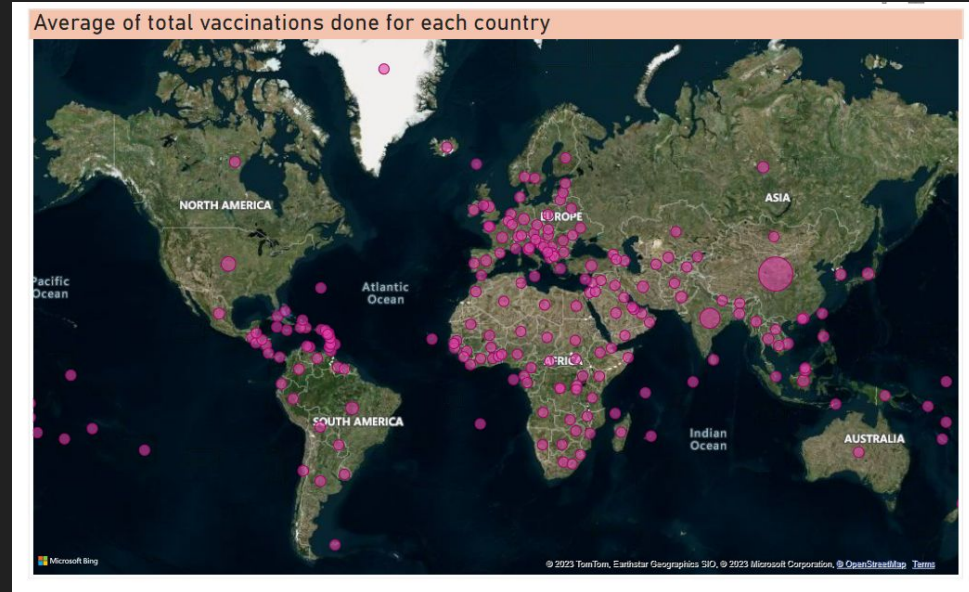 Average of total vaccinations done for each country
NORTH AMERICA
ASIA
EUROPE
Pacific
Ocean
Atlantic
Ocean
AFRICA
SOUTH AMERICA
Indian
Ocean
AUSTRALIA
Microsoft Bing
© 2023 TomTom, Earthstar Geographics SIO, © 2023 Microsoft Corporation, © OpenStreetMap Terms